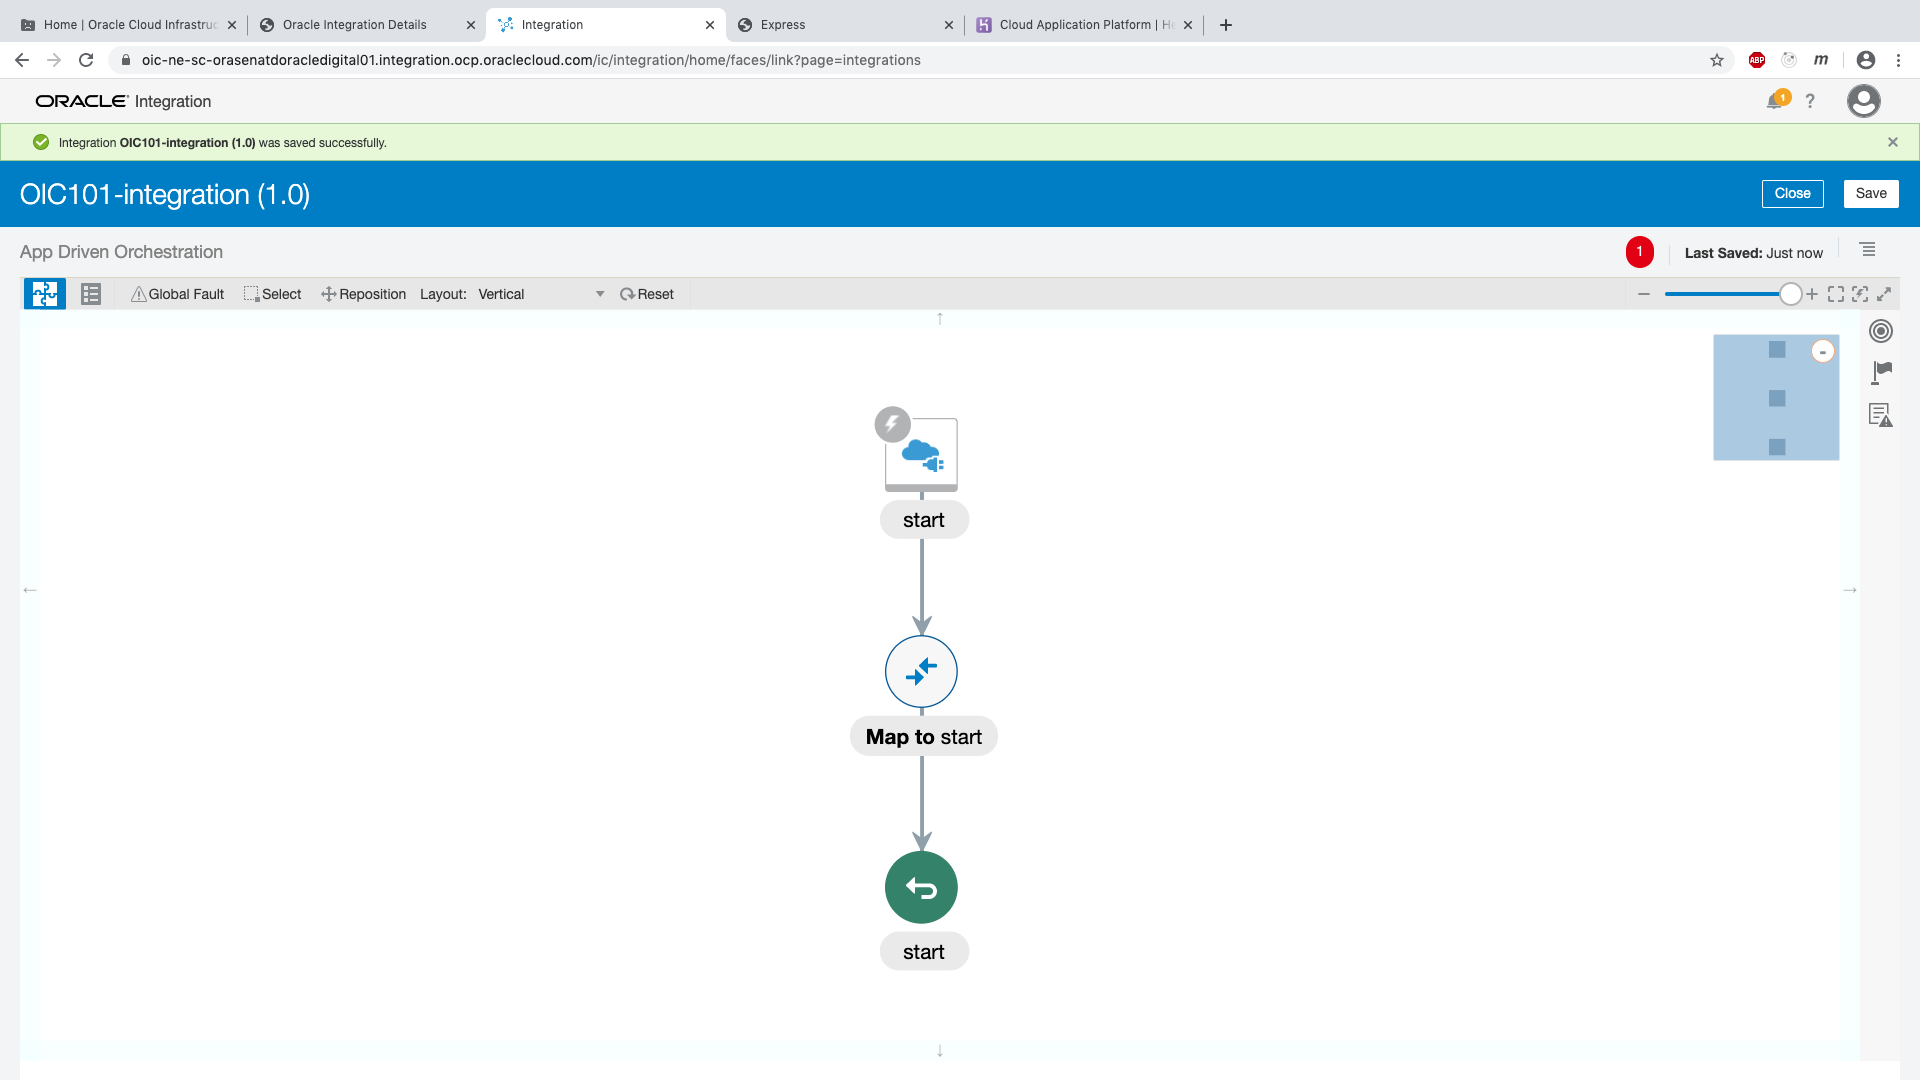 Home | Oracle Cloud Infrastruc
Oracle Integration Details
Integration
Express
Cloud Application Platform | He
oic-ne-sc-orasenatdoracledigital01.integration.ocp.oraclecloud.com/ic/integration/home/faces/link?page=integrations
ABP
m
ORACLE Integration
1
?
Integration OIC101-integration (1.0) was saved successfully.
OIC101-integration (1.0)
Close
Save
App Driven Orchestration
1
Last Saved: Just now
Global Fault
Select
Reposition
Layout: Vertical
Reset
start
Map to start
start